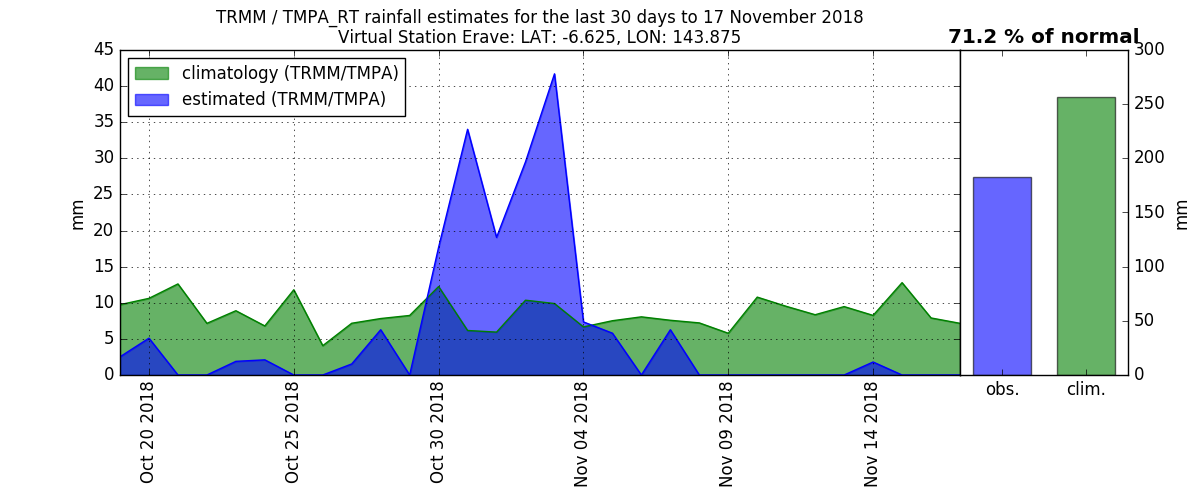 TRMM / TMPA_RT rainfall estimates for the last 30 days to 17 November 2018
Virtual Station Erave: LAT: -6.625, LON: 143.875
71.2 % of normal
climatology (TRMM/TMPA)
estimated (TRMM/TMPA)
mm
45
40
35
30
25
20
15
10
5
0
Oct 20 2018
Oct 25 2018
Oct 30 2018
Nov 04 2018
Nov 09 2018
Nov 14 2018
obs.
clim.
300
250
200
150
100
50
0
mm